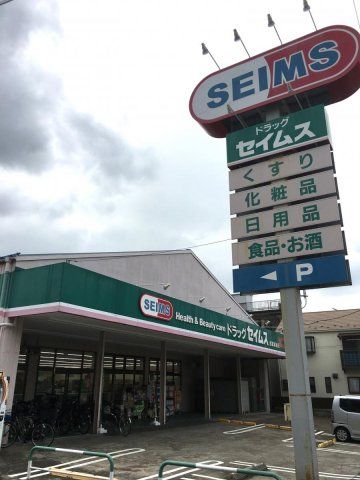 SEIMS
ドラッグ
セイムス
くすり
化粧品
日用品
食品・お酒
◀ P
SEIMS Health & Beauty care ドラッグ セイムス